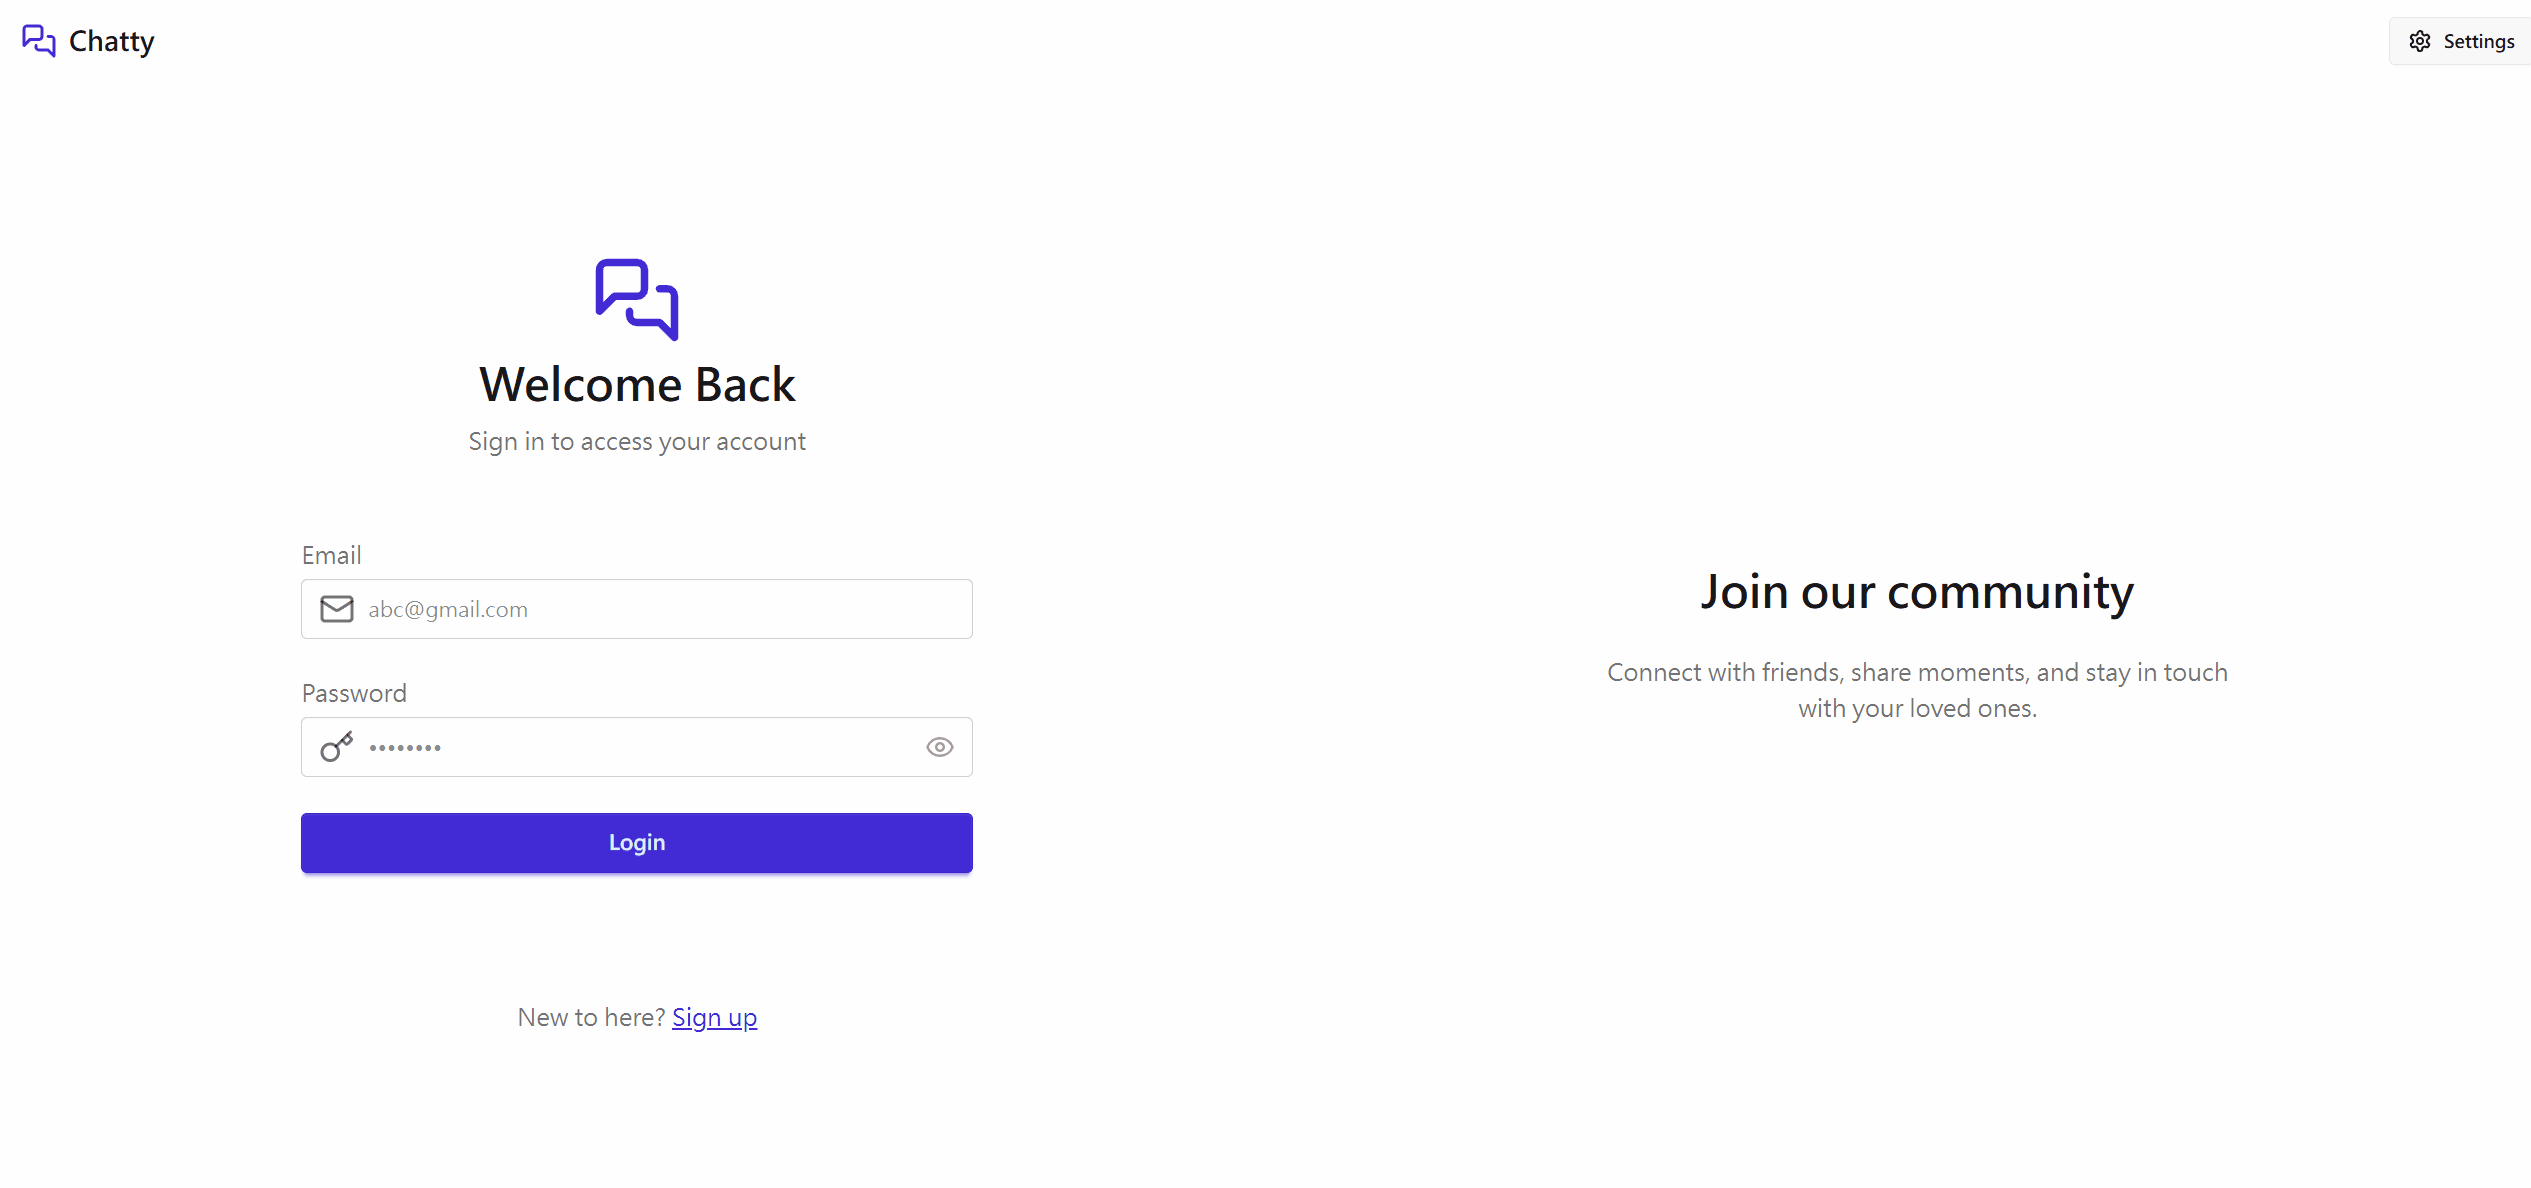 Chatty
Settings
Welcome Back
Sign in to access your account
Email
abc@gmail.com
Password
••••••••
Login
New to here? Sign up
Join our community
Connect with friends, share moments, and stay in touch
with your loved ones.